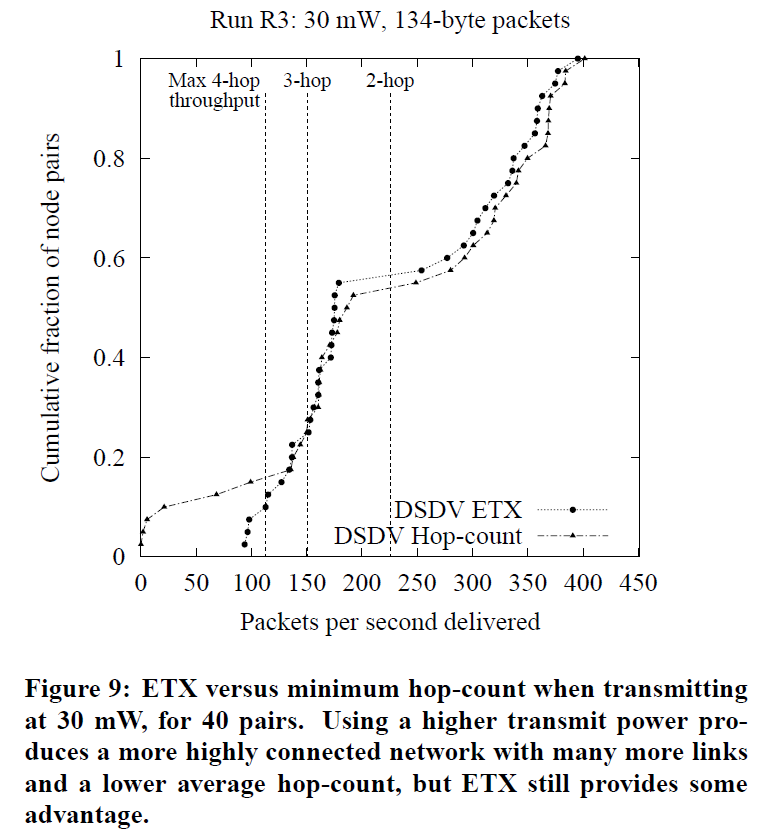 Run R3: 30 mW, 134-byte packets
Max 4-hop 3-hop 2-hop
throughput
1
0.8
0.6
0.4
0.2
0
Cumulative fraction of node pairs
DSDV ETX
DSDV Hop-count
0 50 100 150 200 250 300 350 400 450
Packets per second delivered
Figure 9: ETX versus minimum hop-count when transmitting
at 30 mW, for 40 pairs. Using a higher transmit power pro-
duces a more highly connected network with many more links
and a lower average hop-count, but ETX still provides some
advantage.